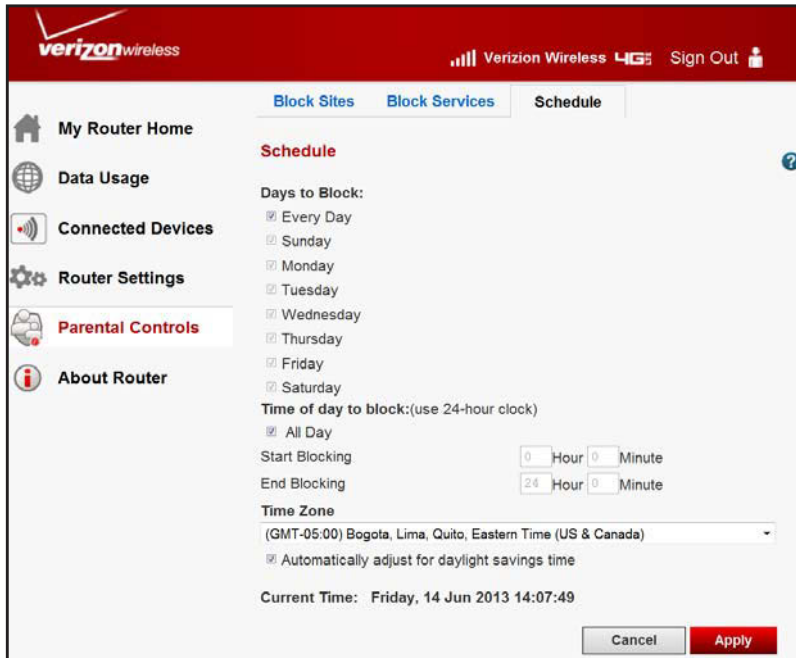 verizonwireless
Verizion Wireless 4G LTE Sign Out
Block Sites Block Services Schedule
My Router Home
Data Usage
Connected Devices
Router Settings
Parental Controls
About Router
Schedule
?
Days to Block:
Every Day
Sunday
Monday
Tuesday
Wednesday
Thursday
Friday
Saturday
Time of day to block:(use 24-hour clock)
All Day
Start Blocking 0 Hour 0 Minute
End Blocking 24 Hour 0 Minute
Time Zone
(GMT-05:00) Bogota, Lima, Quito, Eastern Time (US & Canada)
Automatically adjust for daylight savings time
Current Time: Friday, 14 Jun 2013 14:07:49
Cancel Apply